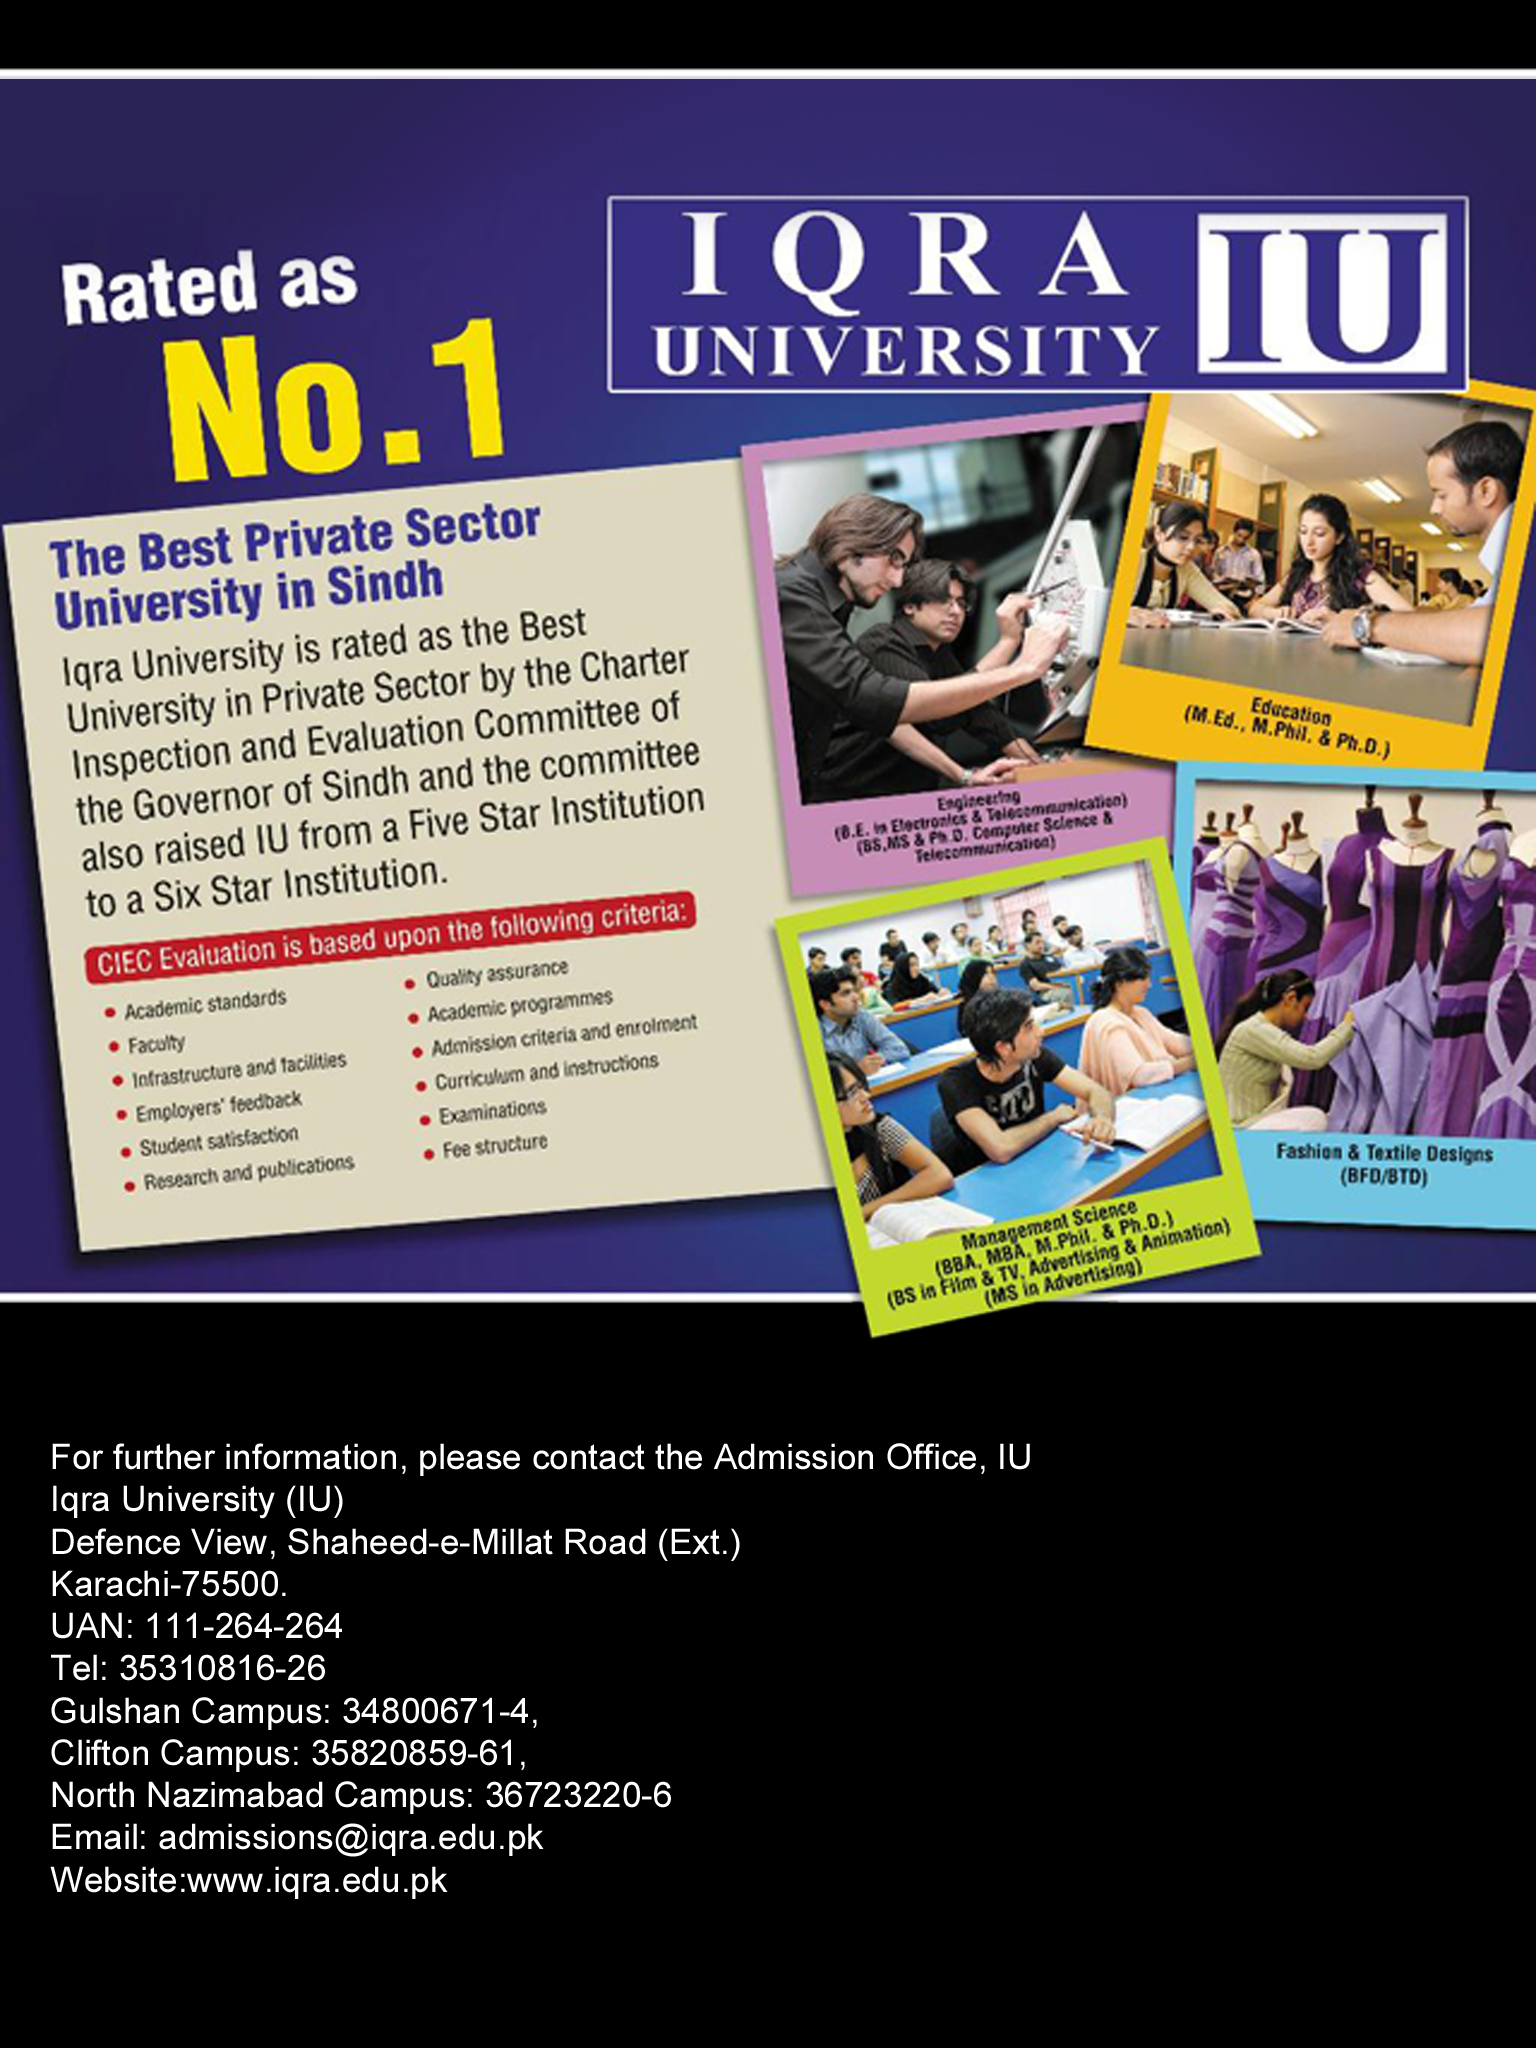 Rated as
No.1
IQRA
UNIVERSITY
IU
The Best Private Sector
University in Sindh
Iqra University is rated as the Best
University in Private Sector by the Charter
Inspection and Evaluation Committee of
the Governor of Sindh and the committee
also raised IU from a Five Star Institution
to a Six Star Institution.
CIEC Evaluation is based upon the following criteria:
Academic standards
Faculty
Infrastructure and facilities
Employers' feedback
Student satisfaction
Research and publications
Quality assurance
Academic programmes
Admission criteria and enrolment
Curriculum and instructions
Examinations
Fee structure
Engineering
(B.E. in Electronics & Telecommunication)
(BS,MS & Ph.D. Computer Science &
Telecommunication)
Education
(M.Ed., M.Phil. & Ph.D.)
Management Science
(BBA, MBA, M.Phil. & Ph.D.)
(BS in Film & TV, Advertising & Animation)
(MS in Advertising)
Fashion & Textile Designs
(BFD/BTD)
For further information, please contact the Admission Office, IU
Iqra University (IU)
Defence View, Shaheed-e-Millat Road (Ext.)
Karachi-75500.
UAN: 111-264-264
Tel: 35310816-26
Gulshan Campus: 34800671-4,
Clifton Campus: 35820859-61,
North Nazimabad Campus: 36723220-6
Email: admissions@iqra.edu.pk
Website:www.iqra.edu.pk